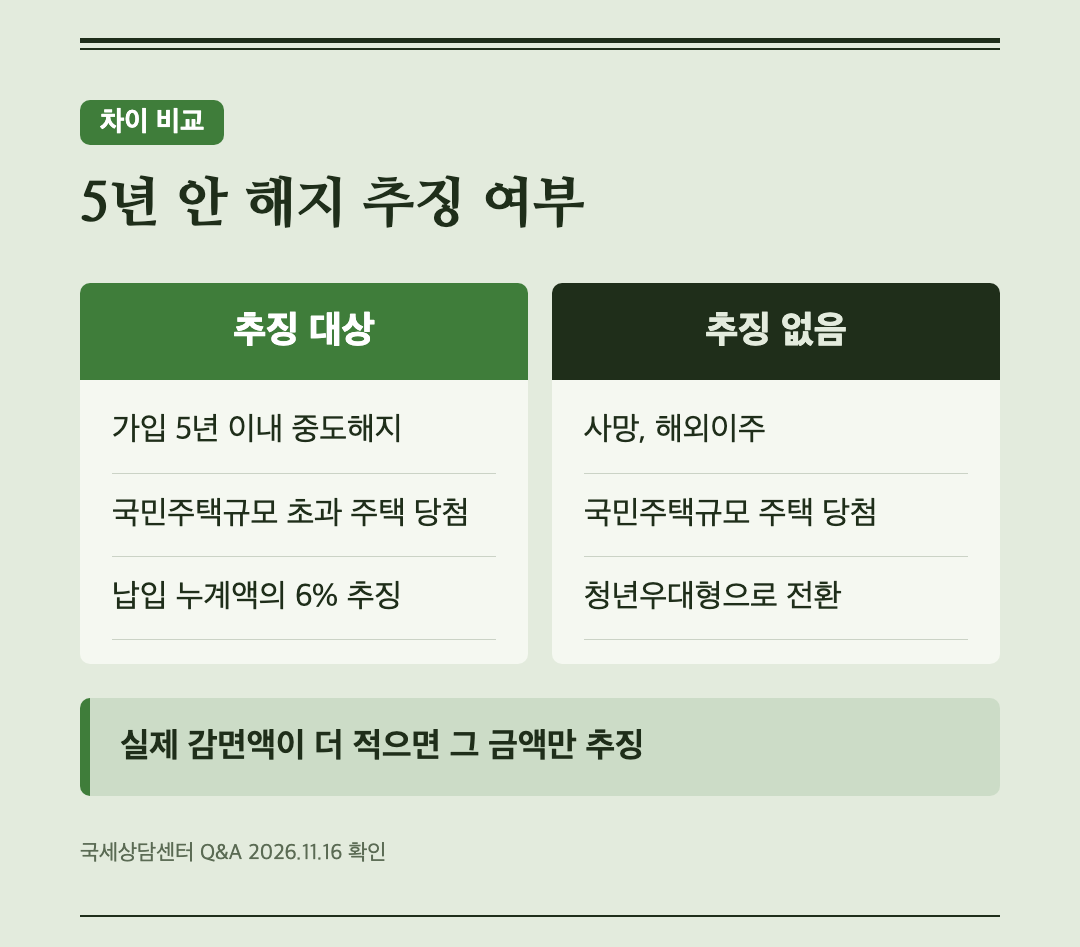 차이 비교
5년 안 해지 추징 여부
추징 대상
가입 5년 이내 중도해지
국민주택규모 초과 주택 당첨
납입 누계액의 6% 추징
추징 없음
사망, 해외이주
국민주택규모 주택 당첨
청년우대형으로 전환
실제 감면액이 더 적으면 그 금액만 추징
국세상담센터 Q&A 2026.11.16 확인